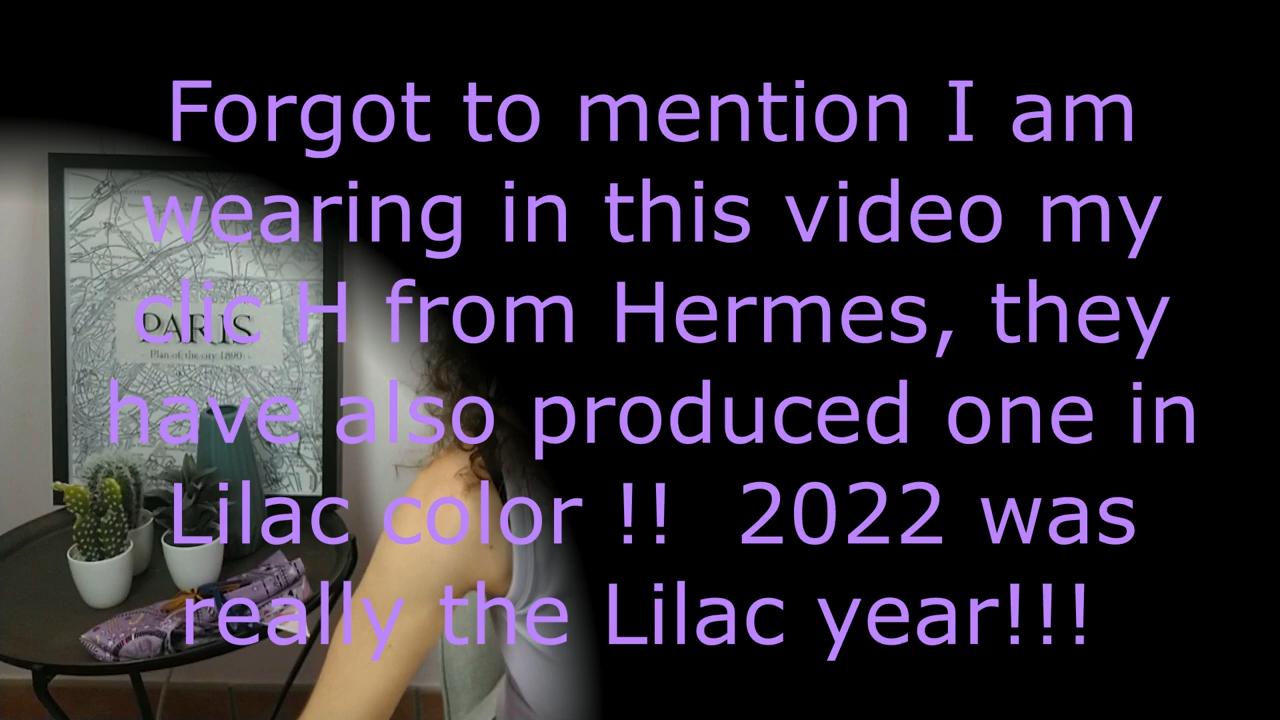 Forgot to mention I am
wearing in this video my
clic H from Hermes, they
have also produced one in
Lilac color !!  2022 was
really the Lilac year!!!
PARIS
- Plan of the city 1890 -